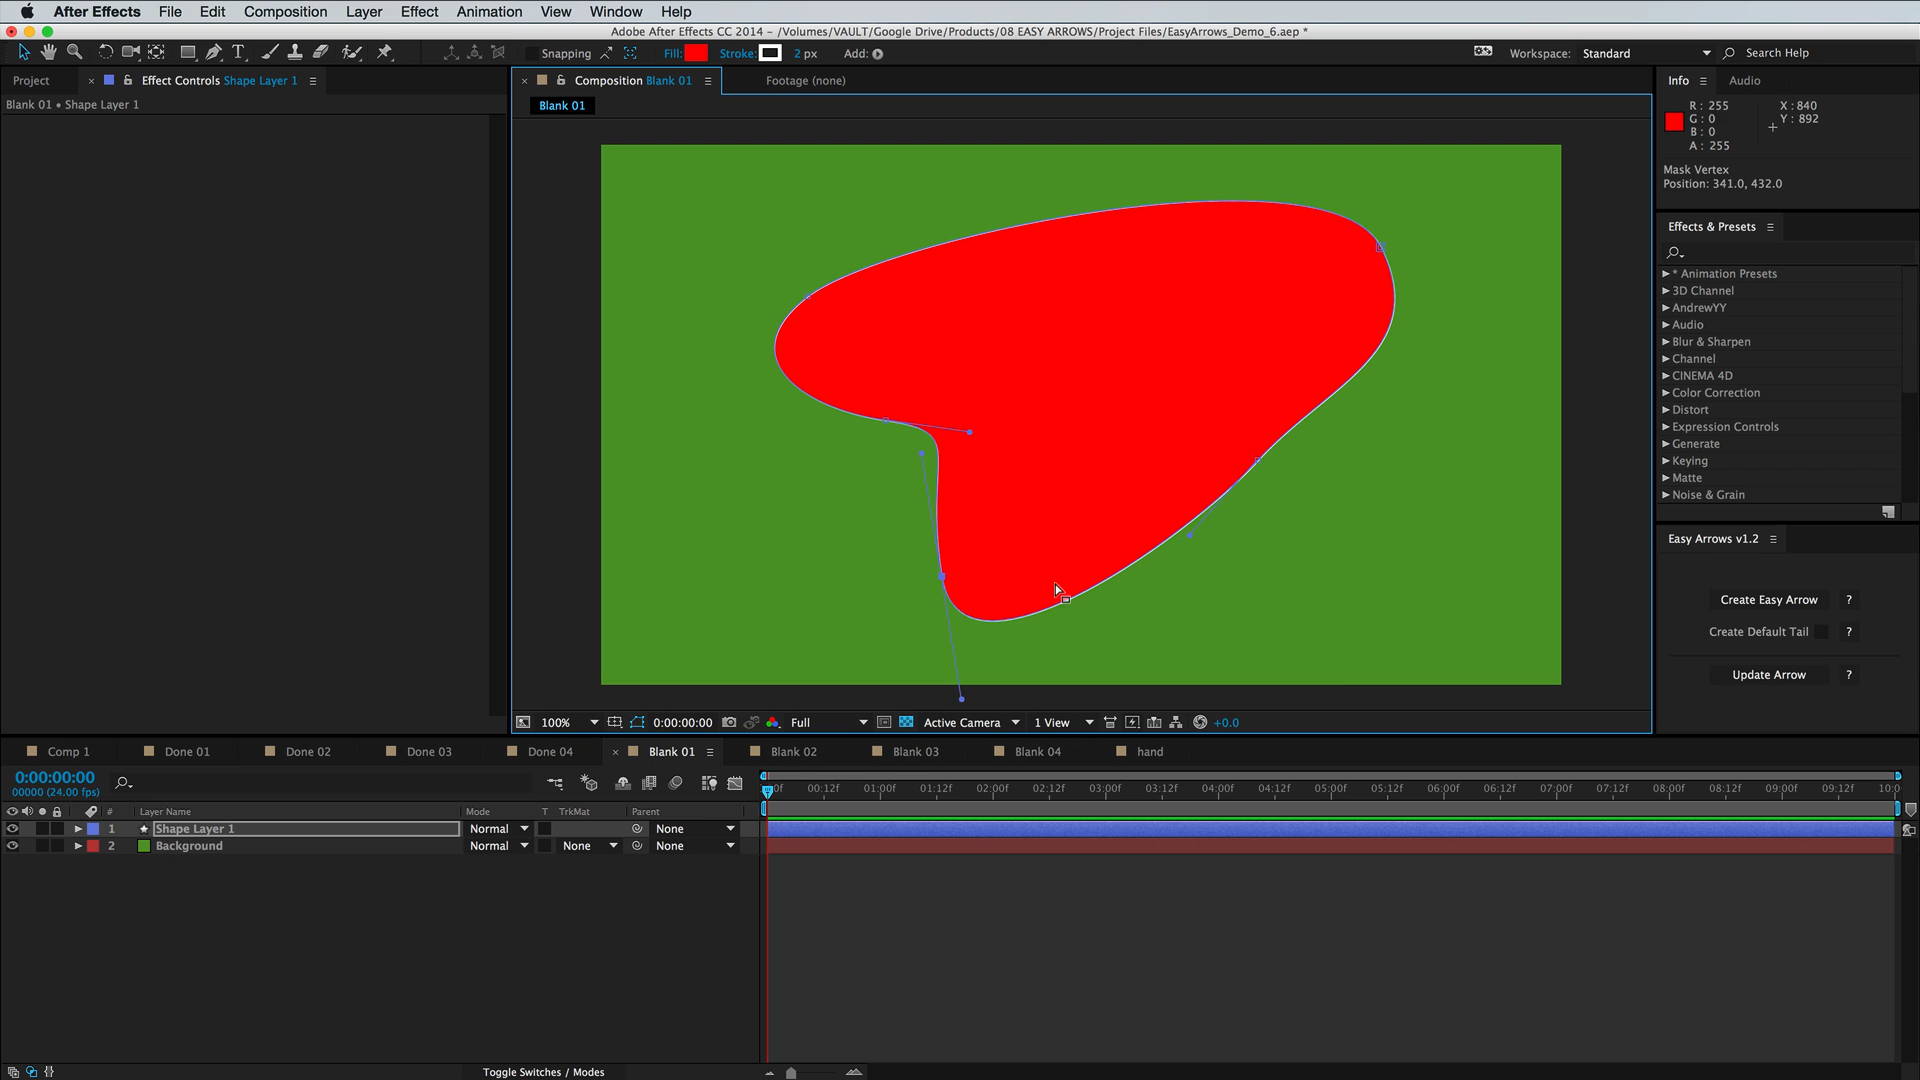 After Effects File Edit Composition Layer Effect Animation View Window Help
Adobe After Effects CC 2014 - /Volumes/VAULT/Google Drive/Products/08 EASY ARROWS/Project Files/EasyArrows_Demo_6.aep *
T Snapping Fill: Stroke: 2 px Add: Workspace: Standard Search Help
Project × Effect Controls Shape Layer 1 × Composition Blank 01 Footage (none) Info Audio
Blank 01 • Shape Layer 1
Blank 01
R : 255 X : 840
G : 0 Y : 892
B : 0
A : 255
Mask Vertex
Position: 341.0, 432.0
Effects & Presets
* Animation Presets
3D Channel
AndrewYY
Audio
Blur & Sharpen
Channel
CINEMA 4D
Color Correction
Distort
Expression Controls
Generate
Keying
Matte
Noise & Grain
Easy Arrows v1.2
Create Easy Arrow ?
Create Default Tail ?
Update Arrow ?
100% 0:00:00:00 Full Active Camera 1 View +0.0
Comp 1 Done 01 Done 02 Done 03 Done 04 × Blank 01 Blank 02 Blank 03 Blank 04 hand
0:00:00:00
00000 (24.00 fps)
00f 00:12f 01:00f 01:12f 02:00f 02:12f 03:00f 03:12f 04:00f 04:12f 05:00f 05:12f 06:00f 06:12f 07:00f 07:12f 08:00f 08:12f 09:00f 09:12f 10:0
# Layer Name Mode T TrkMat Parent
1 Shape Layer 1 Normal None
2 Background Normal None None
Toggle Switches / Modes